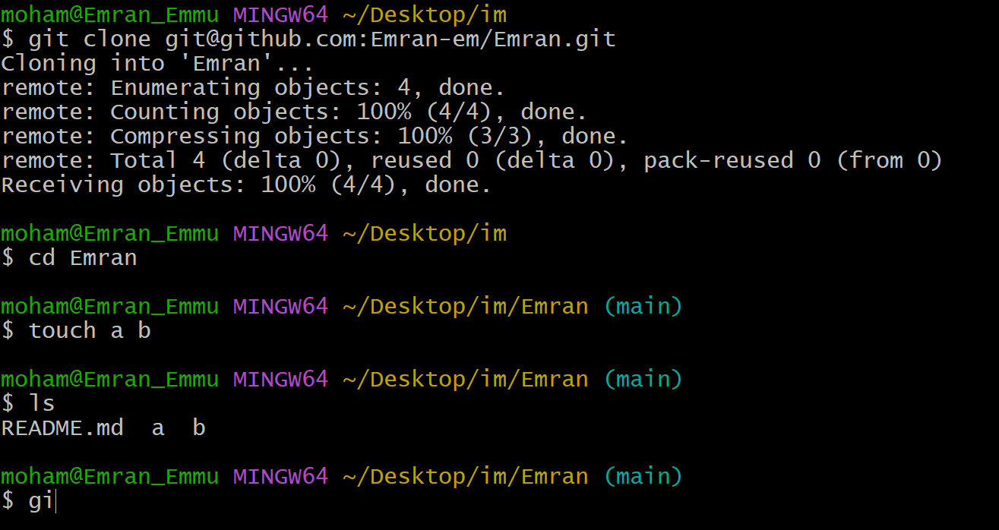 moham@Emran_Emmu MINGW64 ~/Desktop/im
$ git clone git@github.com:Emran-em/Emran.git
Cloning into 'Emran'...
remote: Enumerating objects: 4, done.
remote: Counting objects: 100% (4/4), done.
remote: Compressing objects: 100% (3/3), done.
remote: Total 4 (delta 0), reused 0 (delta 0), pack-reused 0 (from 0)
Receiving objects: 100% (4/4), done.
moham@Emran_Emmu MINGW64 ~/Desktop/im
$ cd Emran
moham@Emran_Emmu MINGW64 ~/Desktop/im/Emran (main)
$ touch a b
moham@Emran_Emmu MINGW64 ~/Desktop/im/Emran (main)
$ ls
README.md  a  b
moham@Emran_Emmu MINGW64 ~/Desktop/im/Emran (main)
$ gi